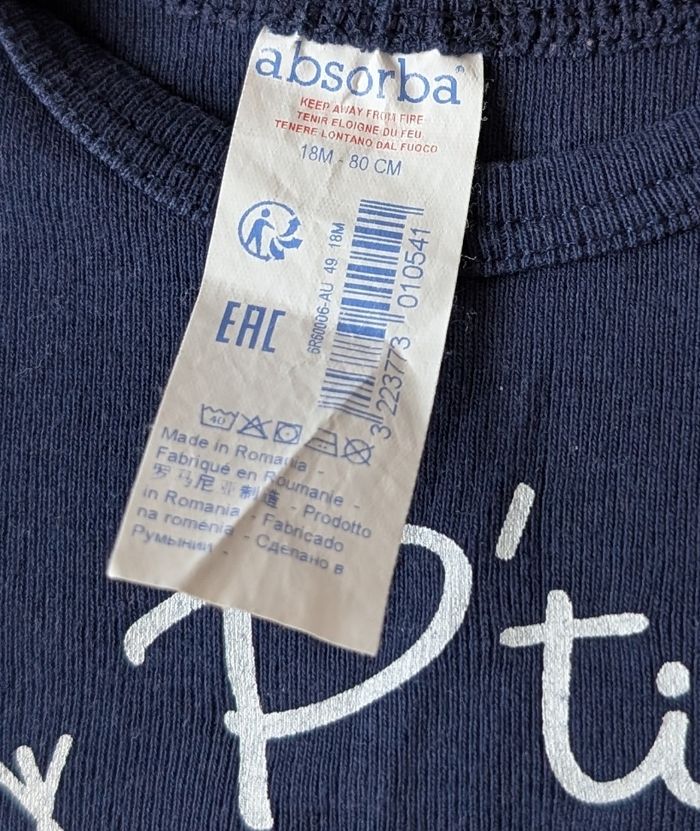 absorba
KEEP AWAY FROM FIRE
TENIR ELOIGNE DU FEU
TENERE LONTANO DAL FUOCO
18M - 80 CM
6R60006-AU 49 18M
3 223773 010541
EAC
40
Made in Romania -
Fabriqué en Roumanie -
罗马尼亚制造 - Prodotto
in Romania - Fabricado
na roménia - Сделано в
Румынии -
P'ti